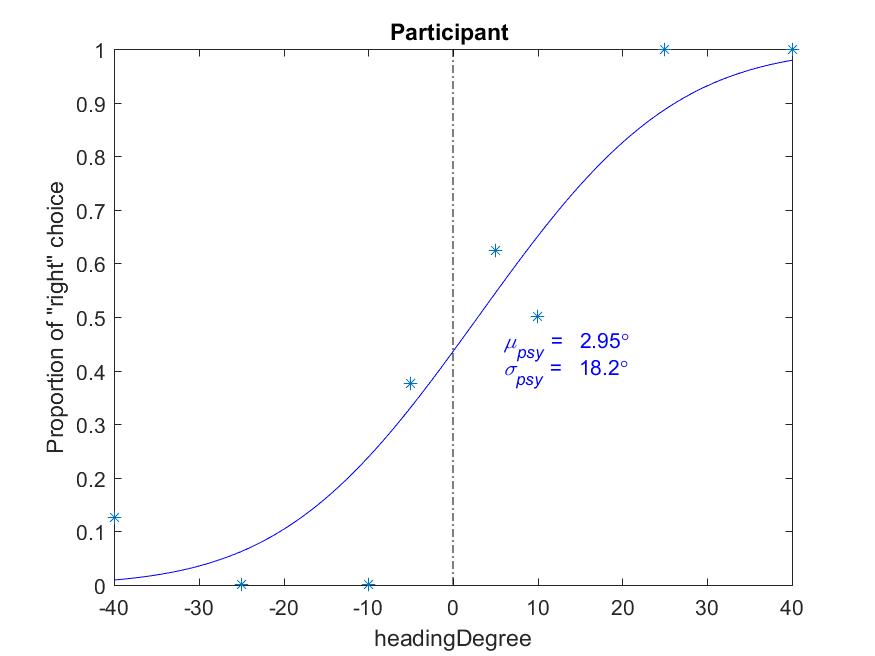 Participant
1
0.9
0.8
0.7
0.6
0.5
0.4
0.3
0.2
0.1
0
Proportion of "right" choice
μpsy = 2.95°
σpsy = 18.2°
-40 -30 -20 -10 0 10 20 30 40
headingDegree